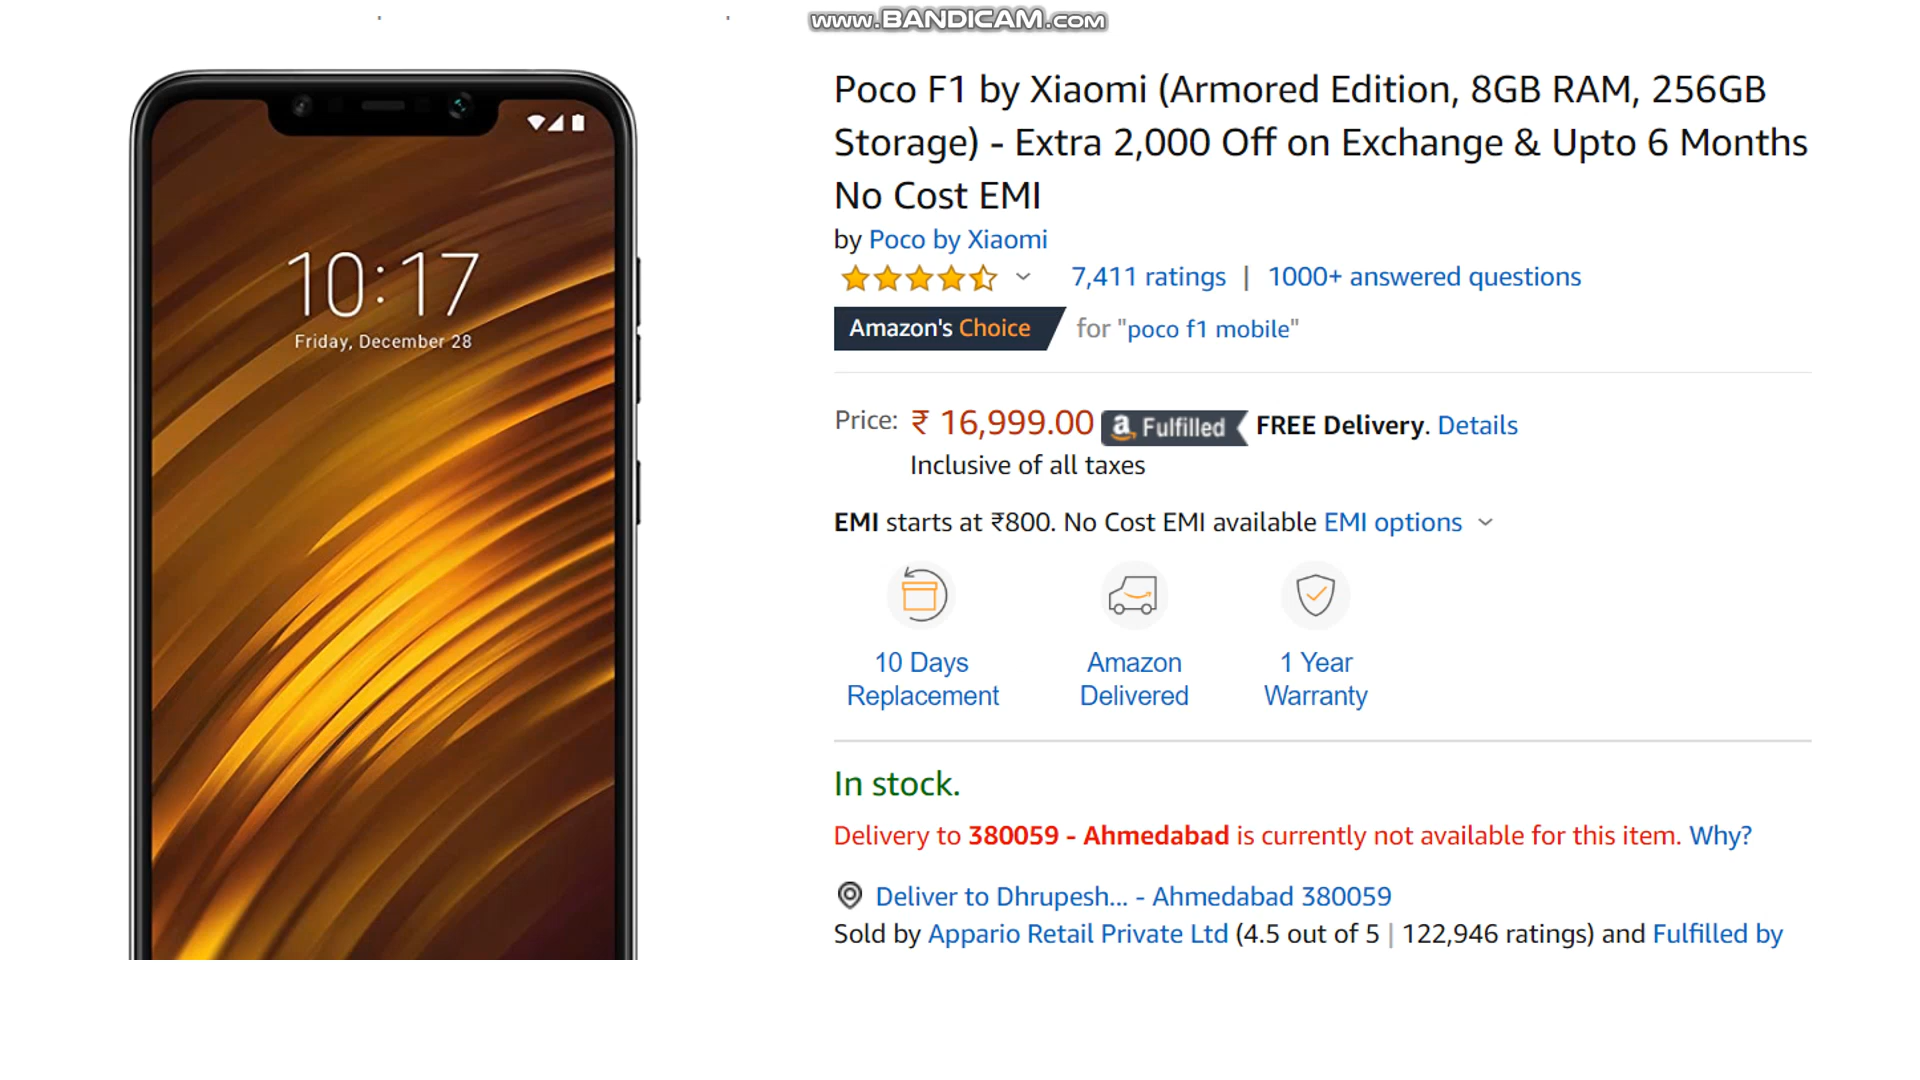 www.BANDICAM.com
10:17
Friday, December 28
Poco F1 by Xiaomi (Armored Edition, 8GB RAM, 256GB
Storage) - Extra 2,000 Off on Exchange & Upto 6 Months
No Cost EMI
by Poco by Xiaomi
7,411 ratings | 1000+ answered questions
Amazon's Choice for "poco f1 mobile"
Price: ₹ 16,999.00 a Fulfilled FREE Delivery. Details
Inclusive of all taxes
EMI starts at ₹800. No Cost EMI available EMI options
10 Days
Replacement
Amazon
Delivered
1 Year
Warranty
In stock.
Delivery to 380059 - Ahmedabad is currently not available for this item. Why?
Deliver to Dhrupesh... - Ahmedabad 380059
Sold by Appario Retail Private Ltd (4.5 out of 5 | 122,946 ratings) and Fulfilled by